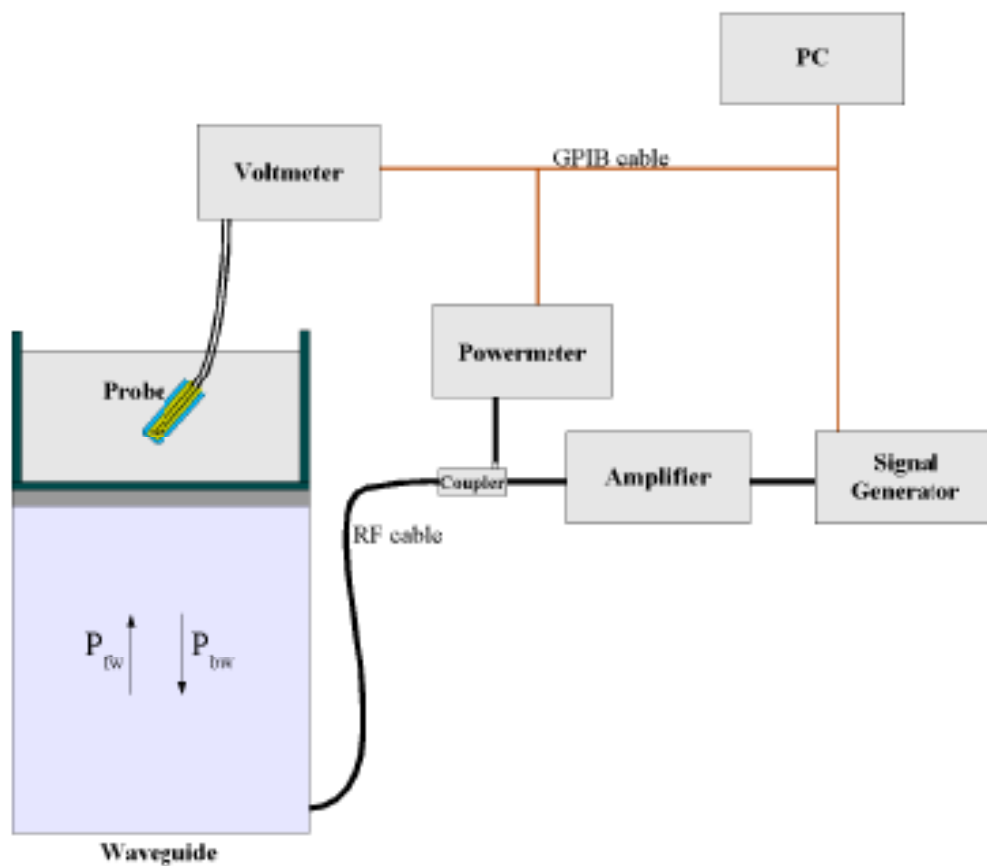 PC
Voltmeter
GPIB cable
Powermeter
Probe
Coupler
Amplifier
Signal
Generator
RF cable
P fw
P bw
Waveguide